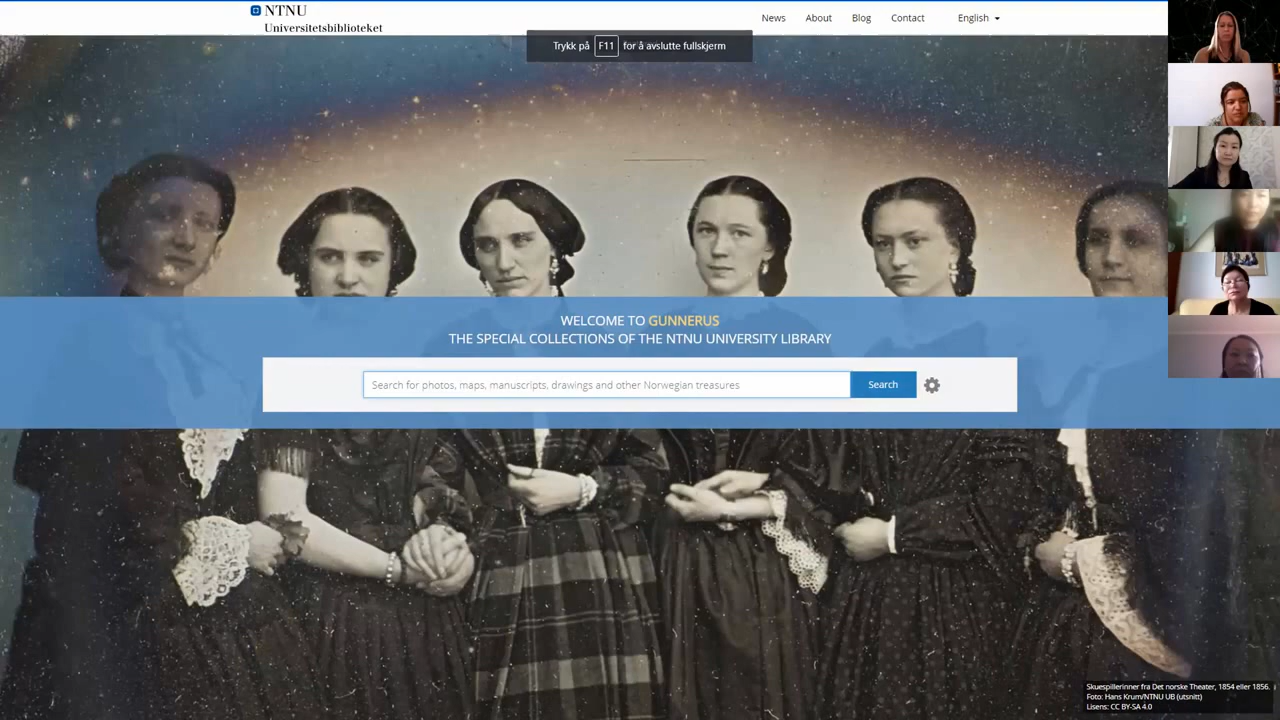 NTNU
Universitetsbiblioteket
News About Blog Contact English
Trykk på F11 for å avslutte fullskjerm
WELCOME TO GUNNERUS
THE SPECIAL COLLECTIONS OF THE NTNU UNIVERSITY LIBRARY
Search for photos, maps, manuscripts, drawings and other Norwegian treasures Search
Skuespillerinner fra Det norske Theater, 1854 eller 1856.
Foto: Hans Krum/NTNU UB (utsnitt)
Lisens: CC BY-SA 4.0